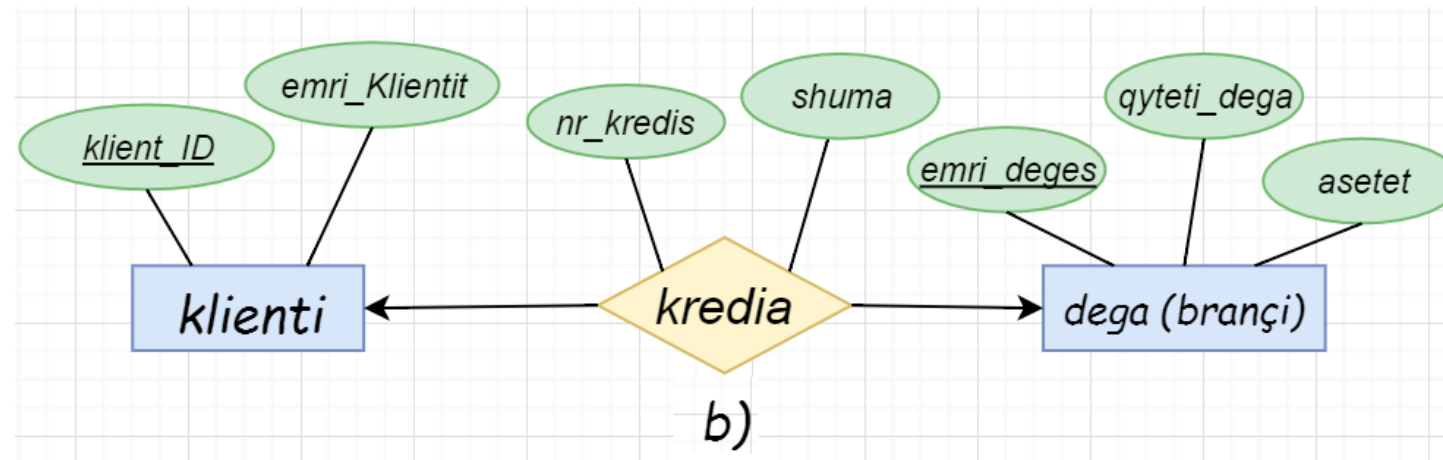 klient_ID
emri_Klientit
nr_kredis
shuma
emri_deges
qyteti_dega
asetet
klienti
kredia
dega (brançi)
b)